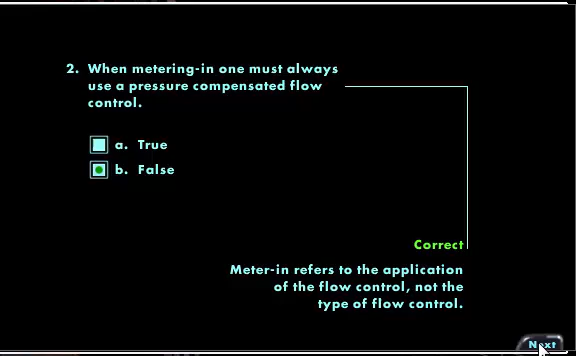 2. When metering-in one must always
use a pressure compensated flow
control.
a. True
b. False
Correct
Meter-in refers to the application
of the flow control, not the
type of flow control.
Next